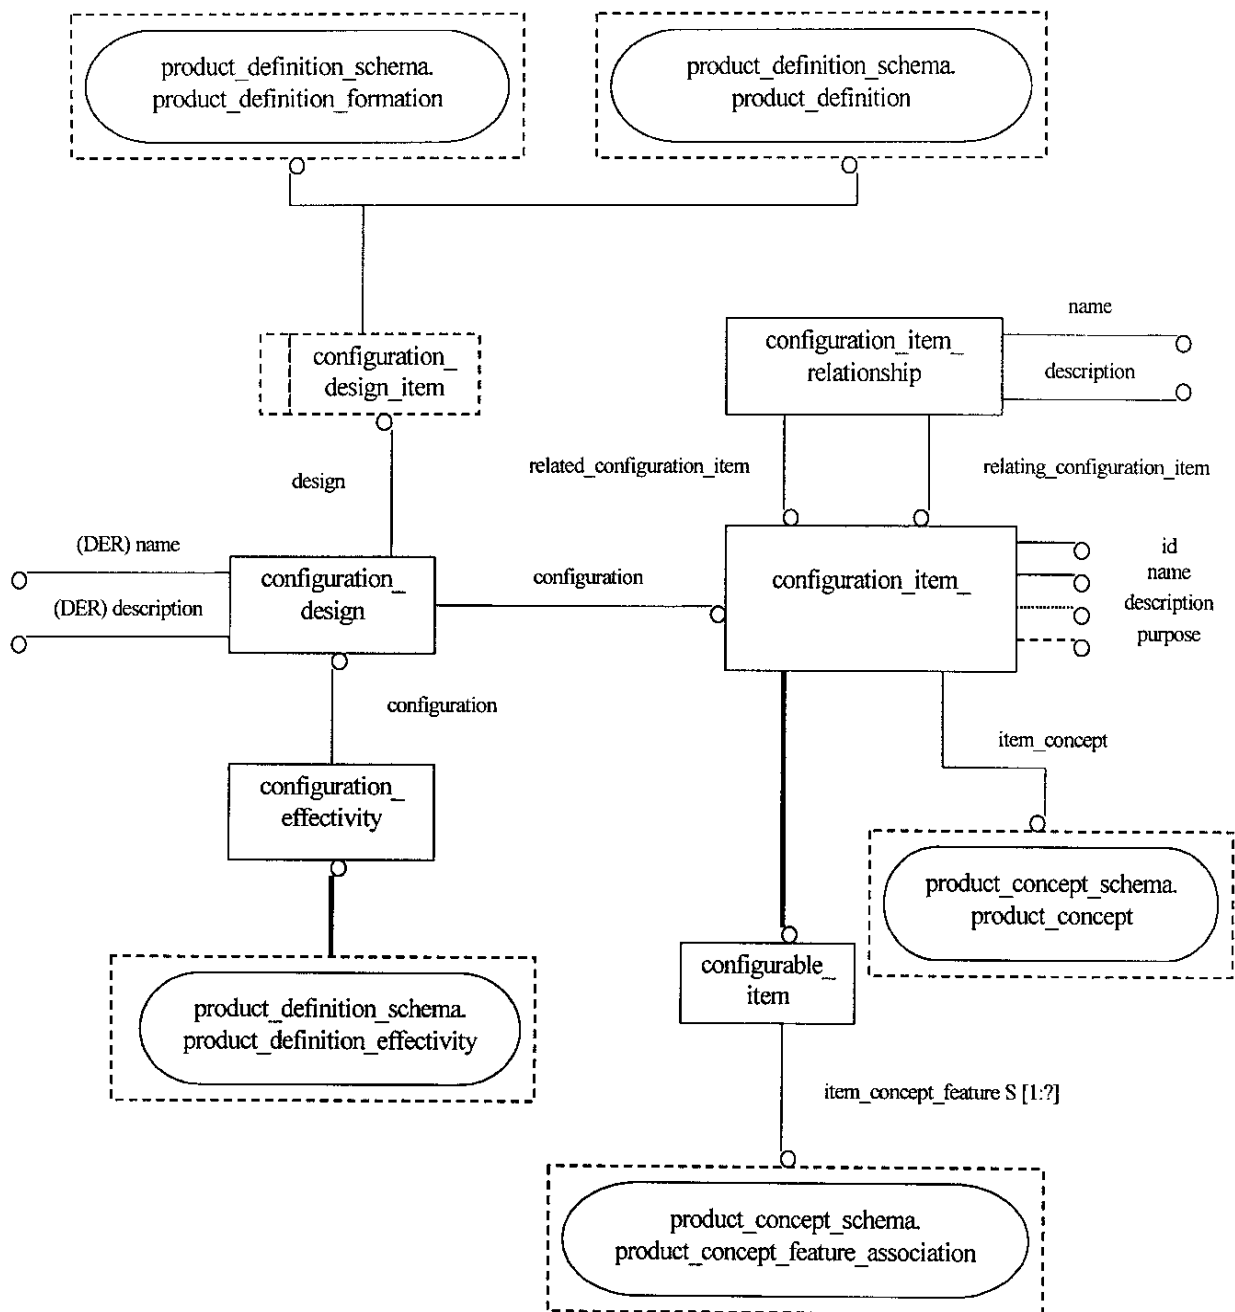 product_definition_schema.
product_definition_formation
product_definition_schema.
product_definition
name
configuration_item_
relationship
description
configuration_
design_item
related_configuration_item
relating_configuration_item
design
(DER) name
(DER) description
configuration_
design
configuration
configuration_item_
id
name
description
purpose
configuration
item_concept
configuration_
effectivity
product_concept_schema.
product_concept
configurable_
item
product_definition_schema.
product_definition_effectivity
item_concept_feature S [1:?]
product_concept_schema.
product_concept_feature_association